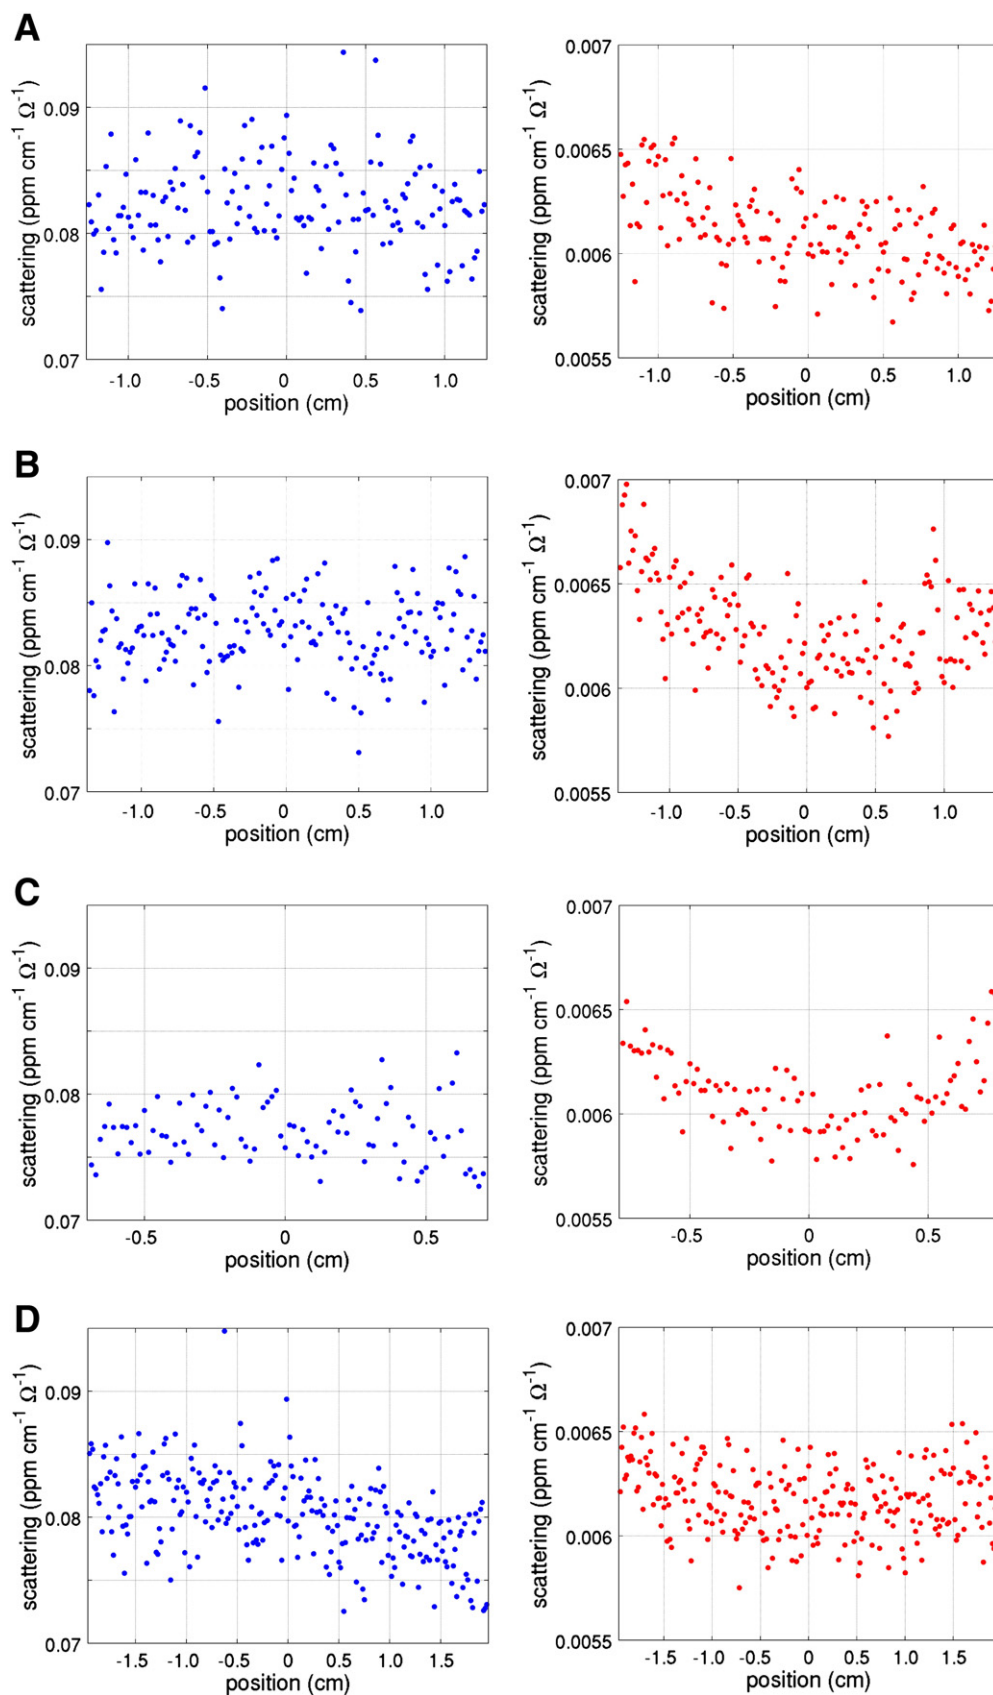 A
scattering (ppm cm⁻¹ Ω⁻¹)
0.09
0.08
0.07
-1.0 -0.5 0 0.5 1.0
position (cm)
scattering (ppm cm⁻¹ Ω⁻¹)
0.007
0.0065
0.006
0.0055
-1.0 -0.5 0 0.5 1.0
position (cm)
B
scattering (ppm cm⁻¹ Ω⁻¹)
0.09
0.08
0.07
-1.0 -0.5 0 0.5 1.0
position (cm)
scattering (ppm cm⁻¹ Ω⁻¹)
0.007
0.0065
0.006
0.0055
-1.0 -0.5 0 0.5 1.0
position (cm)
C
scattering (ppm cm⁻¹ Ω⁻¹)
0.09
0.08
0.07
-0.5 0 0.5
position (cm)
scattering (ppm cm⁻¹ Ω⁻¹)
0.007
0.0065
0.006
0.0055
-0.5 0 0.5
position (cm)
D
scattering (ppm cm⁻¹ Ω⁻¹)
0.09
0.08
0.07
-1.5 -1.0 -0.5 0 0.5 1.0 1.5
position (cm)
scattering (ppm cm⁻¹ Ω⁻¹)
0.007
0.0065
0.006
0.0055
-1.5 -1.0 -0.5 0 0.5 1.0 1.5
position (cm)